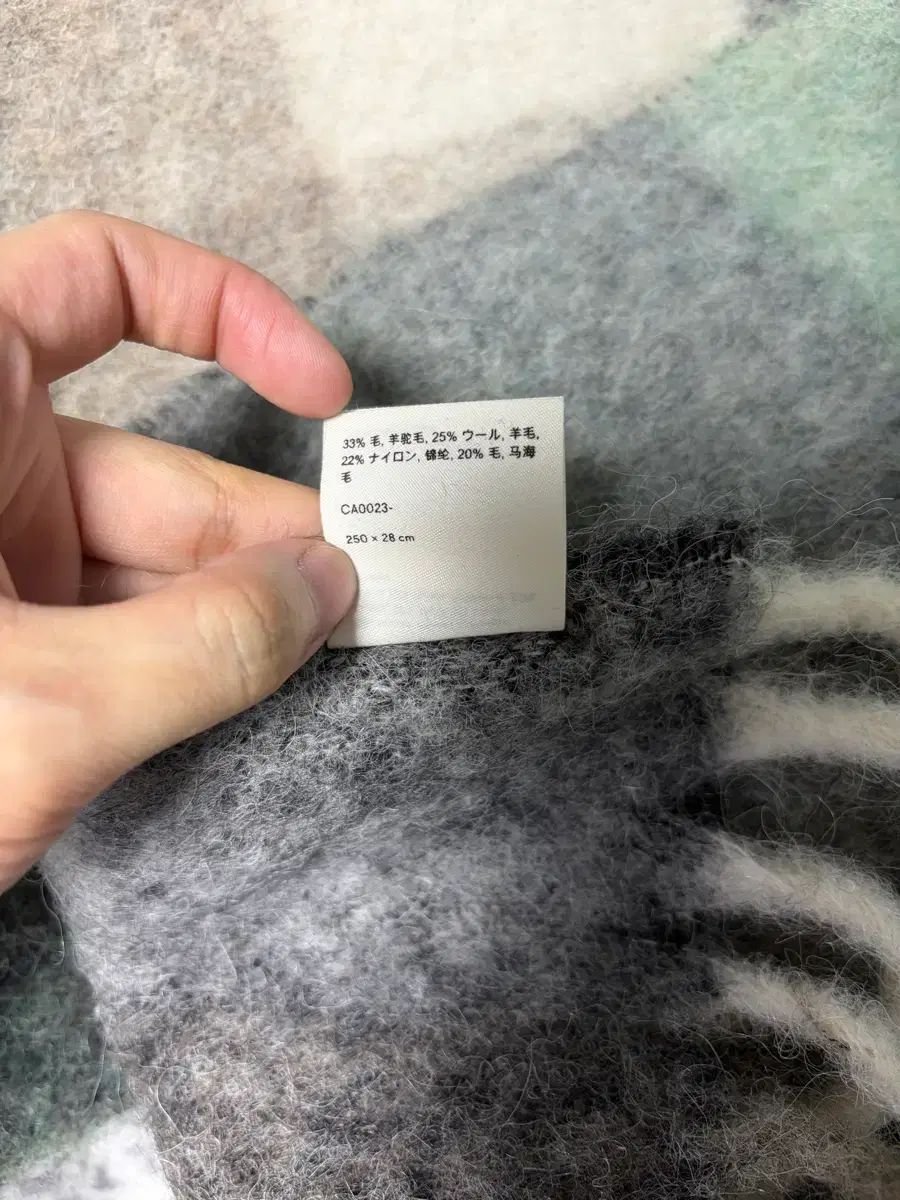 33% 毛, 羊驼毛, 25% ウール, 羊毛,
22% ナイロン, 锦纶, 20% 毛, 马海
毛
CA0023-
250 x 28 cm